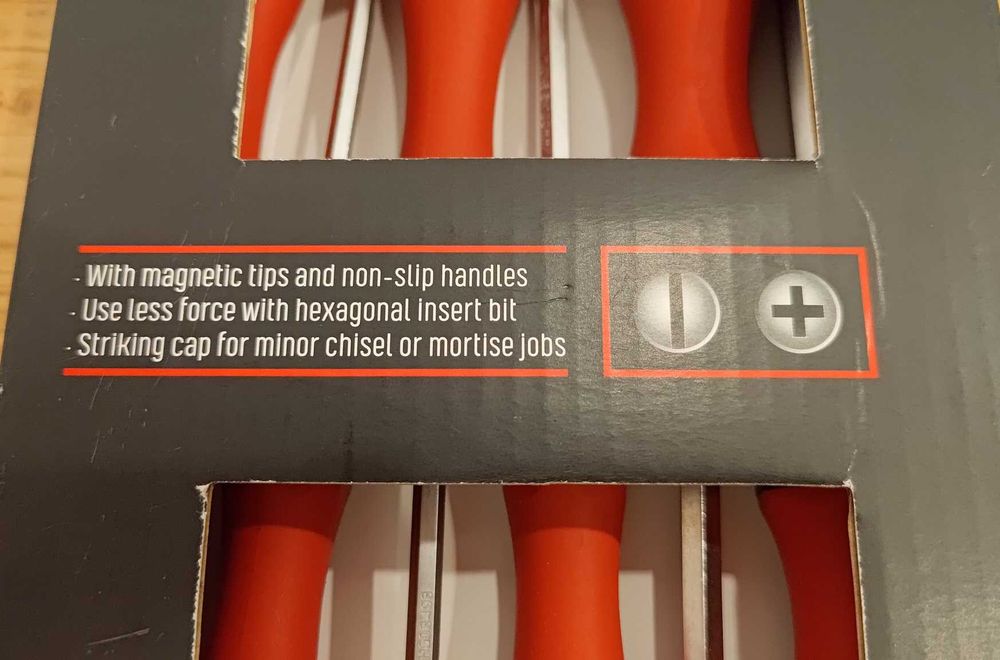 - With magnetic tips and non-slip handles
- Use less force with hexagonal insert bit
- Striking cap for minor chisel or mortise jobs